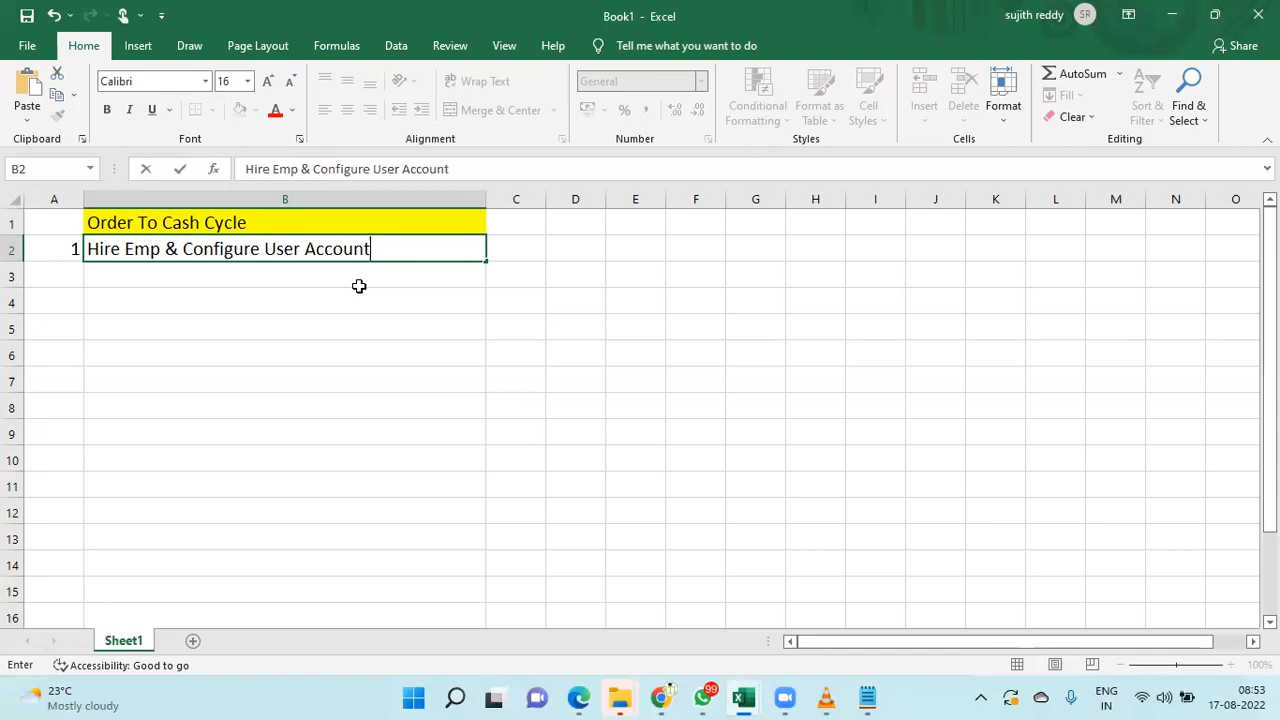 Book1 - Excel
sujith reddy
SR
File
Home
Insert
Draw
Page Layout
Formulas
Data
Review
View
Help
Tell me what you want to do
Share
Paste
Calibri
16
B I U
Wrap Text
Merge & Center
General
Conditional Formatting
Format as Table
Cell Styles
Insert
Delete
Format
AutoSum
Fill
Clear
Sort & Filter
Find & Select
Clipboard
Font
Alignment
Number
Styles
Cells
Editing
B2
Hire Emp & Configure User Account
A B C D E F G H I J K L M N O
1 Order To Cash Cycle
2 1 Hire Emp & Configure User Account
3
4
5
6
7
8
9
10
11
12
13
14
15
16
Sheet1
Enter
Accessibility: Good to go
100%
23°C
Mostly cloudy
99
ENG
IN
08:53
17-08-2022